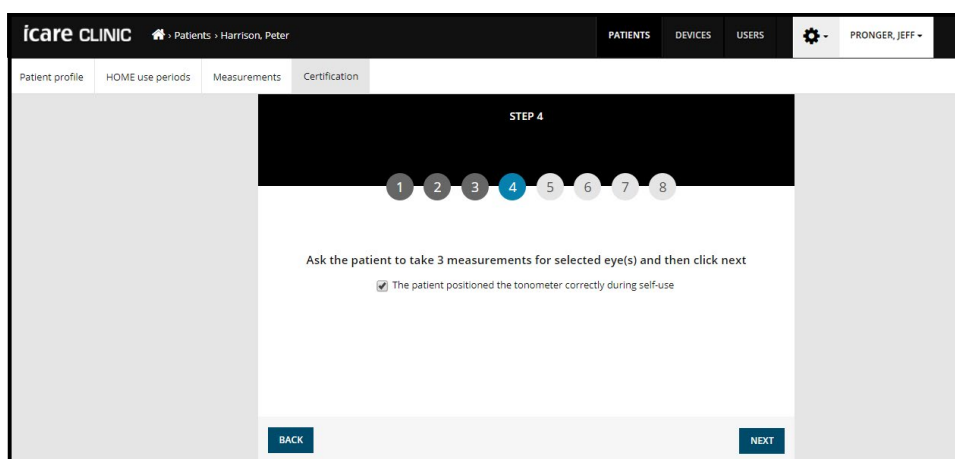 icare CLINIC › Patients › Harrison, Peter PATIENTS DEVICES USERS PRONGER, JEFF
Patient profile HOME use periods Measurements Certification
STEP 4
1 2 3 4 5 6 7 8
Ask the patient to take 3 measurements for selected eye(s) and then click next
The patient positioned the tonometer correctly during self-use
BACK NEXT